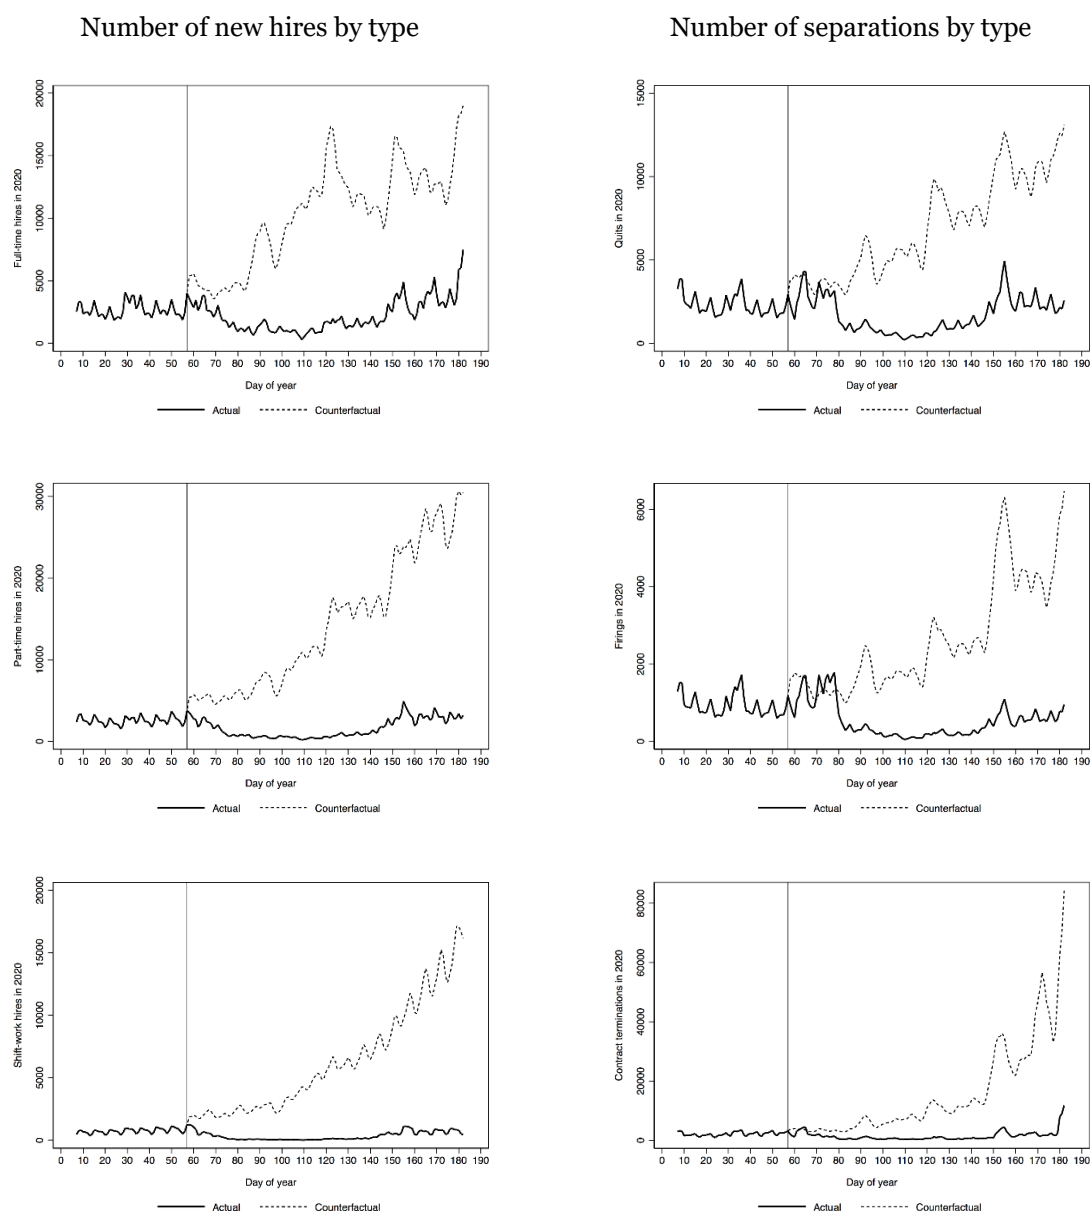 Number of new hires by type
Number of separations by type
Full-time hires in 2020
20000
15000
10000
5000
0
0 10 20 30 40 50 60 70 80 90 100 110 120 130 140 150 160 170 180 190
Day of year
Actual Counterfactual
Quits in 2020
15000
10000
5000
0
0 10 20 30 40 50 60 70 80 90 100 110 120 130 140 150 160 170 180 190
Day of year
Actual Counterfactual
Part-time hires in 2020
30000
20000
10000
0
0 10 20 30 40 50 60 70 80 90 100 110 120 130 140 150 160 170 180 190
Day of year
Actual Counterfactual
Firings in 2020
6000
4000
2000
0
0 10 20 30 40 50 60 70 80 90 100 110 120 130 140 150 160 170 180 190
Day of year
Actual Counterfactual
Shift-work hires in 2020
20000
15000
10000
5000
0
0 10 20 30 40 50 60 70 80 90 100 110 120 130 140 150 160 170 180 190
Day of year
Actual Counterfactual
Contract terminations in 2020
80000
60000
40000
20000
0
0 10 20 30 40 50 60 70 80 90 100 110 120 130 140 150 160 170 180 190
Day of year
Actual Counterfactual